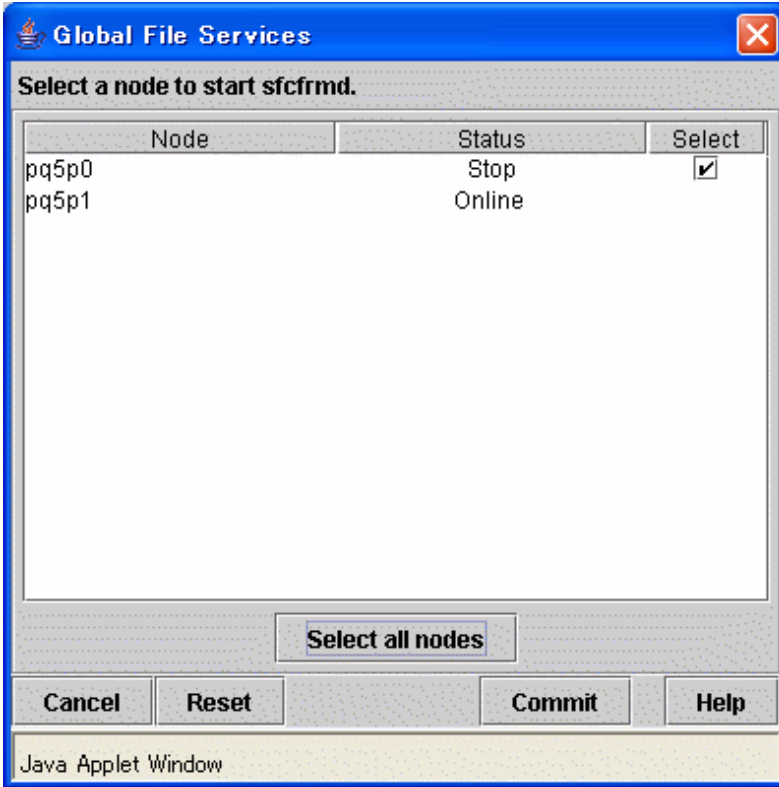 Global File Services
Select a node to start sfcfrmd.
Node Status Select
pq5p0 Stop ✔
pq5p1 Online
Select all nodes
Cancel Reset Commit Help
Java Applet Window